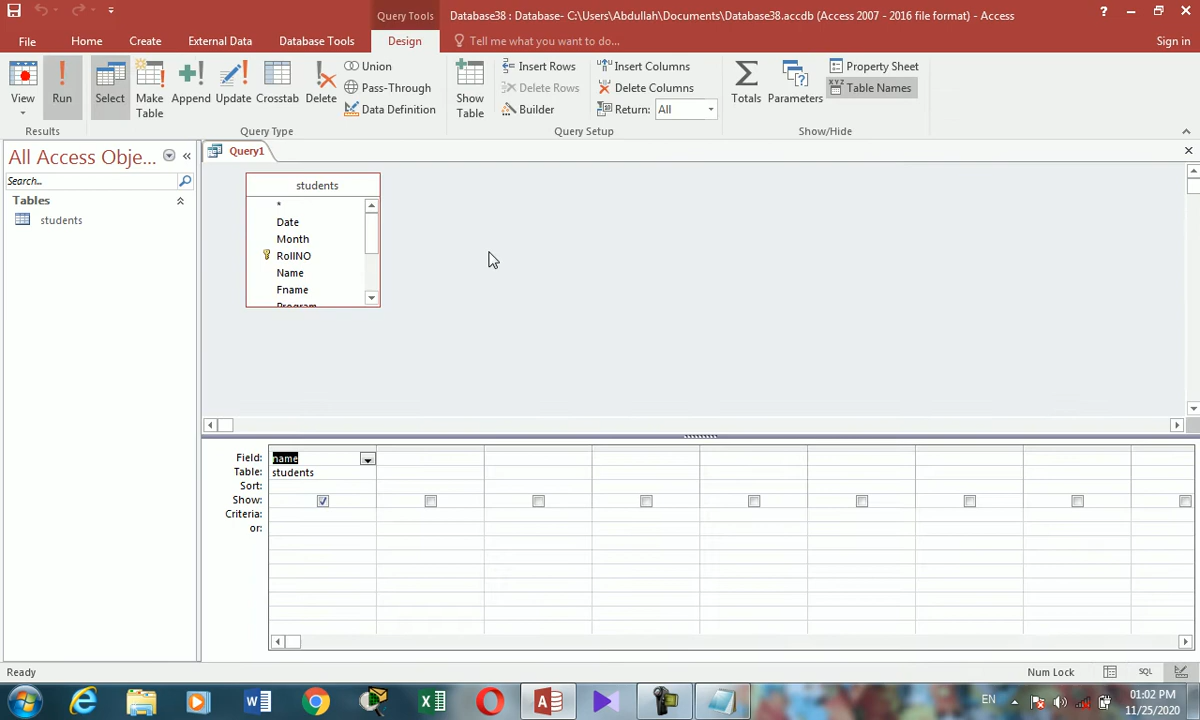 Query Tools
Database38 : Database- C:\Users\Abdullah\Documents\Database38.accdb (Access 2007 - 2016 file format) - Access
?
File
Home
Create
External Data
Database Tools
Design
Tell me what you want to do...
Sign in
View
Run
Select
Make Table
Append
Update
Crosstab
Delete
Union
Pass-Through
Data Definition
Show Table
Insert Rows
Delete Rows
Builder
Insert Columns
Delete Columns
Return: All
Totals
Parameters
Property Sheet
XYZ Table Names
Results
Query Type
Query Setup
Show/Hide
All Access Obje...
Search...
Tables
students
Query1
students
*
Date
Month
RollNO
Name
Fname
Program
Field: name
Table: students
Sort:
Show:
Criteria:
or:
Ready
Num Lock
SQL
EN
01:02 PM
11/25/2020